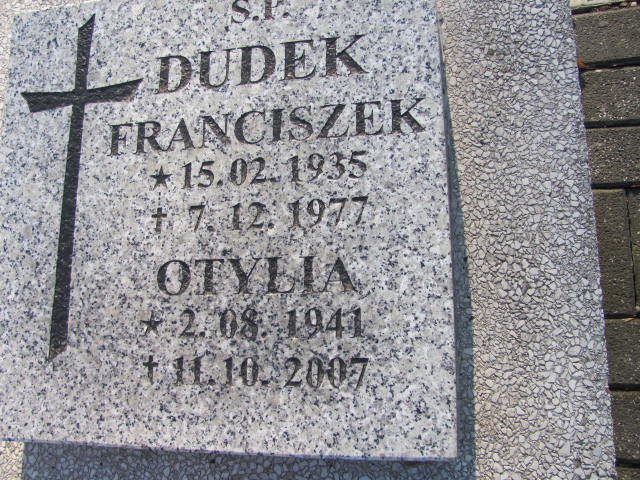 Ś.P.
DUDEK
FRANCISZEK
★ 15.02.1935
✝ 7.12.1977
OTYLIA
★ 2.08.1941
✝ 11.10.2007